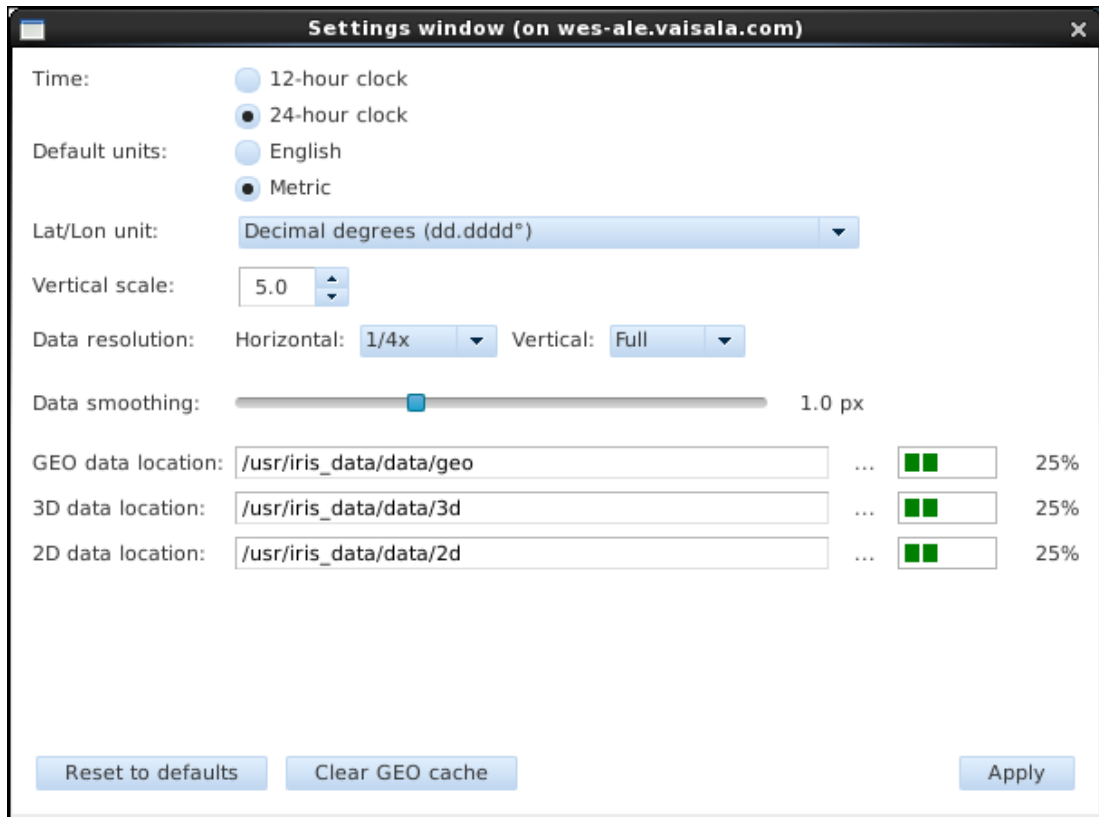 Settings window (on wes-ale.vaisala.com)
Time: 12-hour clock
24-hour clock
Default units: English
Metric
Lat/Lon unit: Decimal degrees (dd.dddd°)
Vertical scale: 5.0
Data resolution: Horizontal: 1/4x Vertical: Full
Data smoothing: 1.0 px
GEO data location: /usr/iris_data/data/geo ... 25%
3D data location: /usr/iris_data/data/3d ... 25%
2D data location: /usr/iris_data/data/2d ... 25%
Reset to defaults Clear GEO cache Apply